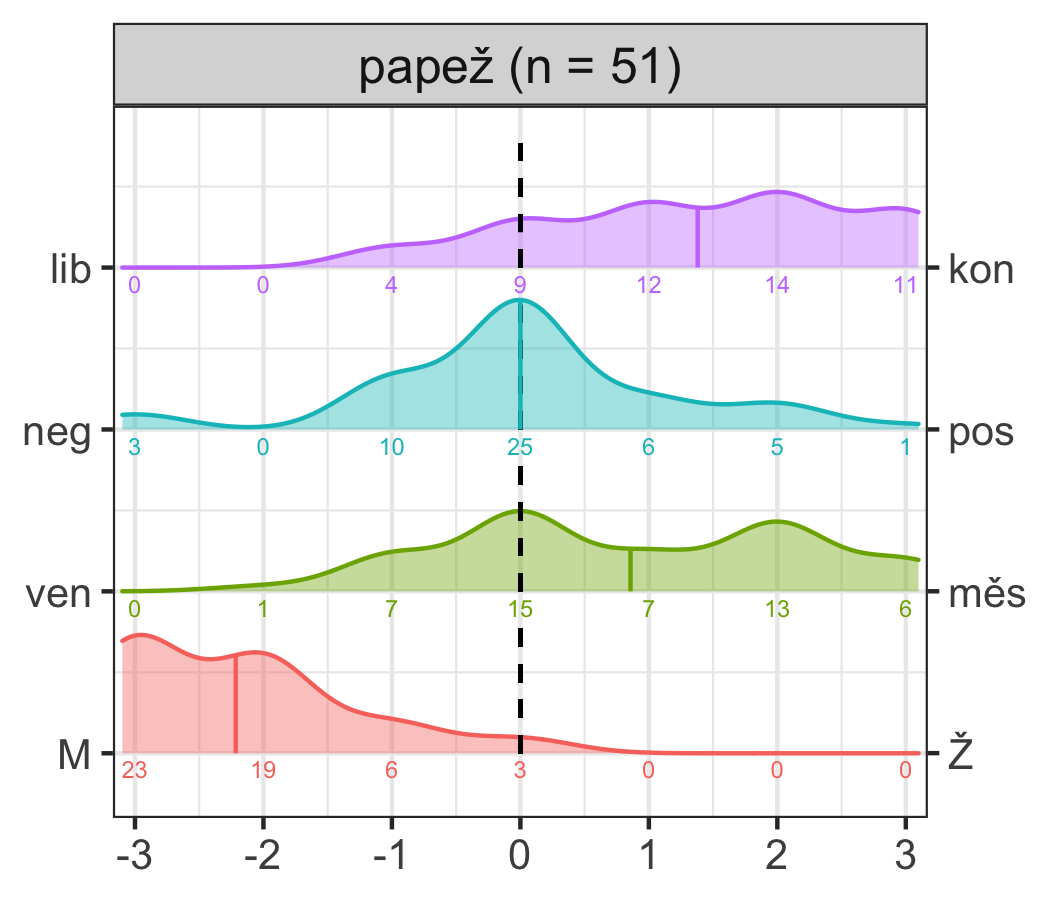 papež (n = 51)
lib kon
0 0 4 9 12 14 11
neg pos
3 0 10 25 6 5 1
ven měs
0 1 7 15 7 13 6
M Ž
23 19 6 3 0 0 0
-3 -2 -1 0 1 2 3